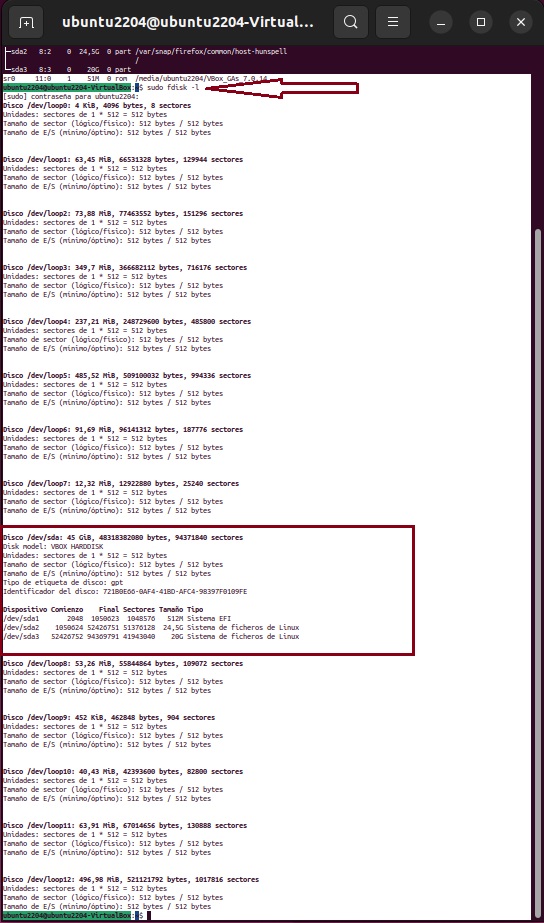 ubuntu2204@ubuntu2204-Virtual...
├─sda2   8:2    0  24,5G  0 part /var/snap/firefox/common/host-hunspell
                                 /
└─sda3   8:3    0    20G  0 part
sr0     11:0    1    51M  0 rom  /media/ubuntu2204/VBox_GAs_7.0.14
ubuntu2204@ubuntu2204-VirtualBox:~$ sudo fdisk -l
[sudo] contraseña para ubuntu2204:
Disco /dev/loop0: 4 KiB, 4096 bytes, 8 sectores
Unidades: sectores de 1 * 512 = 512 bytes
Tamaño de sector (lógico/físico): 512 bytes / 512 bytes
Tamaño de E/S (mínimo/óptimo): 512 bytes / 512 bytes
Disco /dev/loop1: 63,45 MiB, 66531328 bytes, 129944 sectores
Unidades: sectores de 1 * 512 = 512 bytes
Tamaño de sector (lógico/físico): 512 bytes / 512 bytes
Tamaño de E/S (mínimo/óptimo): 512 bytes / 512 bytes
Disco /dev/loop2: 73,88 MiB, 77463552 bytes, 151296 sectores
Unidades: sectores de 1 * 512 = 512 bytes
Tamaño de sector (lógico/físico): 512 bytes / 512 bytes
Tamaño de E/S (mínimo/óptimo): 512 bytes / 512 bytes
Disco /dev/loop3: 349,7 MiB, 366682112 bytes, 716176 sectores
Unidades: sectores de 1 * 512 = 512 bytes
Tamaño de sector (lógico/físico): 512 bytes / 512 bytes
Tamaño de E/S (mínimo/óptimo): 512 bytes / 512 bytes
Disco /dev/loop4: 237,21 MiB, 248729600 bytes, 485800 sectores
Unidades: sectores de 1 * 512 = 512 bytes
Tamaño de sector (lógico/físico): 512 bytes / 512 bytes
Tamaño de E/S (mínimo/óptimo): 512 bytes / 512 bytes
Disco /dev/loop5: 485,52 MiB, 509100032 bytes, 994336 sectores
Unidades: sectores de 1 * 512 = 512 bytes
Tamaño de sector (lógico/físico): 512 bytes / 512 bytes
Tamaño de E/S (mínimo/óptimo): 512 bytes / 512 bytes
Disco /dev/loop6: 91,69 MiB, 96141312 bytes, 187776 sectores
Unidades: sectores de 1 * 512 = 512 bytes
Tamaño de sector (lógico/físico): 512 bytes / 512 bytes
Tamaño de E/S (mínimo/óptimo): 512 bytes / 512 bytes
Disco /dev/loop7: 12,32 MiB, 12922880 bytes, 25240 sectores
Unidades: sectores de 1 * 512 = 512 bytes
Tamaño de sector (lógico/físico): 512 bytes / 512 bytes
Tamaño de E/S (mínimo/óptimo): 512 bytes / 512 bytes
Disco /dev/sda: 45 GiB, 48318382080 bytes, 94371840 sectores
Disk model: VBOX HARDDISK
Unidades: sectores de 1 * 512 = 512 bytes
Tamaño de sector (lógico/físico): 512 bytes / 512 bytes
Tamaño de E/S (mínimo/óptimo): 512 bytes / 512 bytes
Tipo de etiqueta de disco: gpt
Identificador del disco: 721B0E66-0AF4-41BD-AFC4-98397F0109FE
Dispositivo Comienzo    Final Sectores Tamaño Tipo
/dev/sda1       2048  1050623  1048576   512M Sistema EFI
/dev/sda2    1050624 52426751 51376128  24,5G Sistema de ficheros de Linux
/dev/sda3   52426752 94369791 41943040    20G Sistema de ficheros de Linux
Disco /dev/loop8: 53,26 MiB, 55844864 bytes, 109072 sectores
Unidades: sectores de 1 * 512 = 512 bytes
Tamaño de sector (lógico/físico): 512 bytes / 512 bytes
Tamaño de E/S (mínimo/óptimo): 512 bytes / 512 bytes
Disco /dev/loop9: 452 KiB, 462848 bytes, 904 sectores
Unidades: sectores de 1 * 512 = 512 bytes
Tamaño de sector (lógico/físico): 512 bytes / 512 bytes
Tamaño de E/S (mínimo/óptimo): 512 bytes / 512 bytes
Disco /dev/loop10: 40,43 MiB, 42393600 bytes, 82800 sectores
Unidades: sectores de 1 * 512 = 512 bytes
Tamaño de sector (lógico/físico): 512 bytes / 512 bytes
Tamaño de E/S (mínimo/óptimo): 512 bytes / 512 bytes
Disco /dev/loop11: 63,91 MiB, 67014656 bytes, 130888 sectores
Unidades: sectores de 1 * 512 = 512 bytes
Tamaño de sector (lógico/físico): 512 bytes / 512 bytes
Tamaño de E/S (mínimo/óptimo): 512 bytes / 512 bytes
Disco /dev/loop12: 496,98 MiB, 521121792 bytes, 1017816 sectores
Unidades: sectores de 1 * 512 = 512 bytes
Tamaño de sector (lógico/físico): 512 bytes / 512 bytes
Tamaño de E/S (mínimo/óptimo): 512 bytes / 512 bytes
ubuntu2204@ubuntu2204-VirtualBox:~$